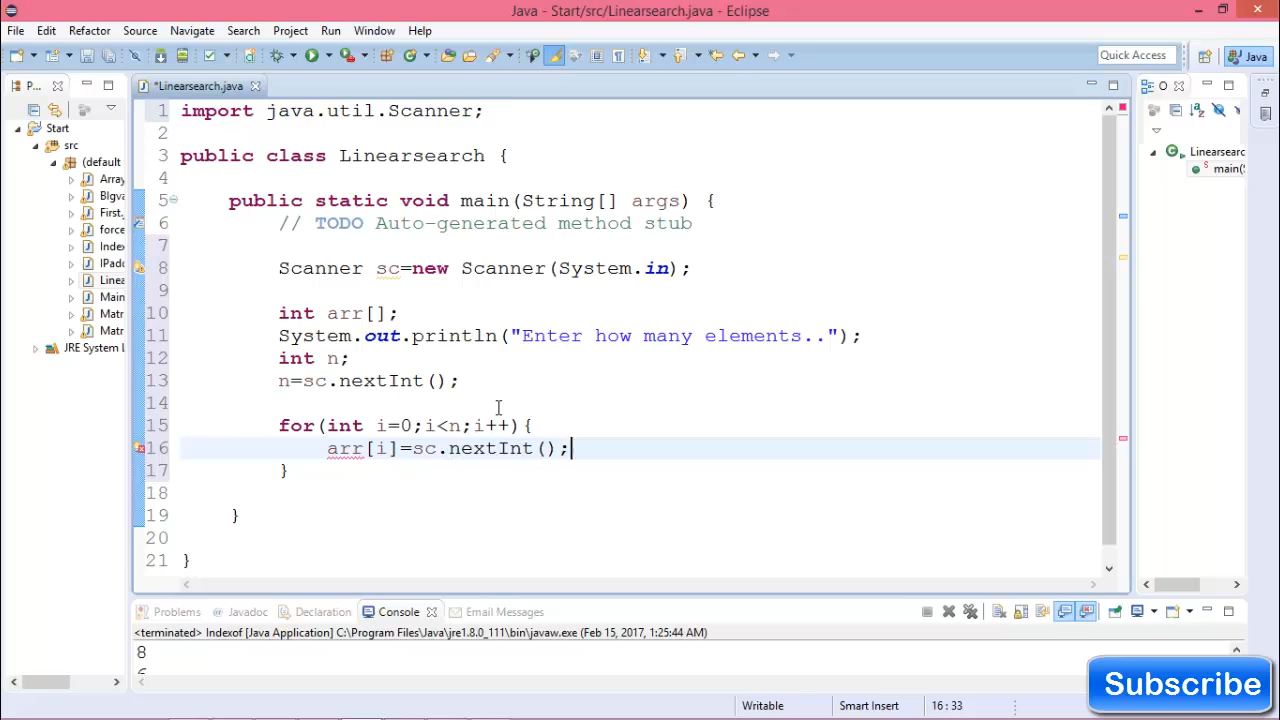 Java - Start/src/Linearsearch.java - Eclipse
File Edit Refactor Source Navigate Search Project Run Window Help
Quick Access
Java
P...
*Linearsearch.java
O
Start
src
(default
Array
BIgva
First.
force
Index
IPado
Linea
Main
Matr
Matr
JRE System L
1 import java.util.Scanner;
2
3 public class Linearsearch {
4
5 public static void main(String[] args) {
6 // TODO Auto-generated method stub
7
8 Scanner sc=new Scanner(System.in);
9
10 int arr[];
11 System.out.println("Enter how many elements..");
12 int n;
13 n=sc.nextInt();
14
15 for(int i=0;i<n;i++){
16 arr[i]=sc.nextInt();
17 }
18
19 }
20
21 }
Linearsearc
S main(
Problems @ Javadoc Declaration Console Email Messages
<terminated> Indexof [Java Application] C:\Program Files\Java\jre1.8.0_111\bin\javaw.exe (Feb 15, 2017, 1:25:44 AM)
8
Writable Smart Insert 16 : 33
Subscribe